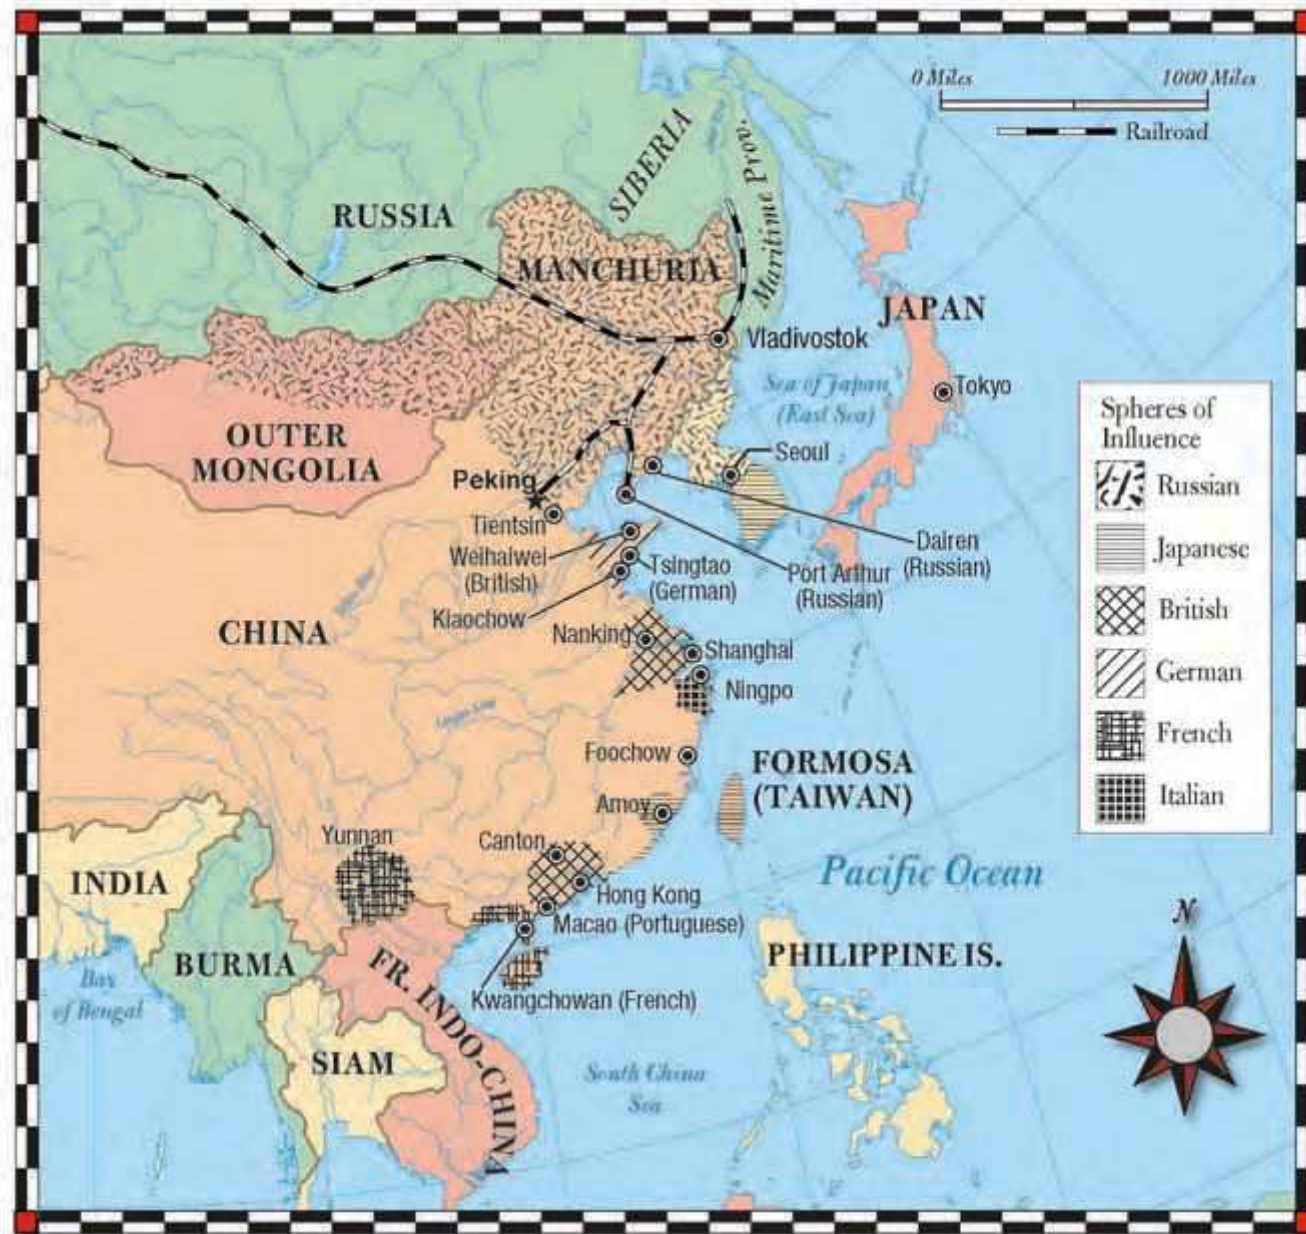 0 Miles 1000 Miles
Railroad
SIBERIA
Maritime Prov.
RUSSIA
MANCHURIA
JAPAN
Vladivostok
Sea of Japan
(East Sea)
Tokyo
OUTER
MONGOLIA
Seoul
Peking
Tientsin
Weihaiwei
(British)
Tsingtao
(German)
Port Arthur
(Russian)
Dairen
(Russian)
Kiaochow
CHINA
Nanking
Shanghai
Ningpo
Foochow
FORMOSA
(TAIWAN)
Amoy
Yunnan
Canton
Hong Kong
Macao (Portuguese)
INDIA
Pacific Ocean
BURMA
FR. INDO-CHINA
Kwangchowan (French)
PHILIPPINE IS.
Bay
of Bengal
SIAM
South China
Sea
N
Spheres of
Influence
Russian
Japanese
British
German
French
Italian